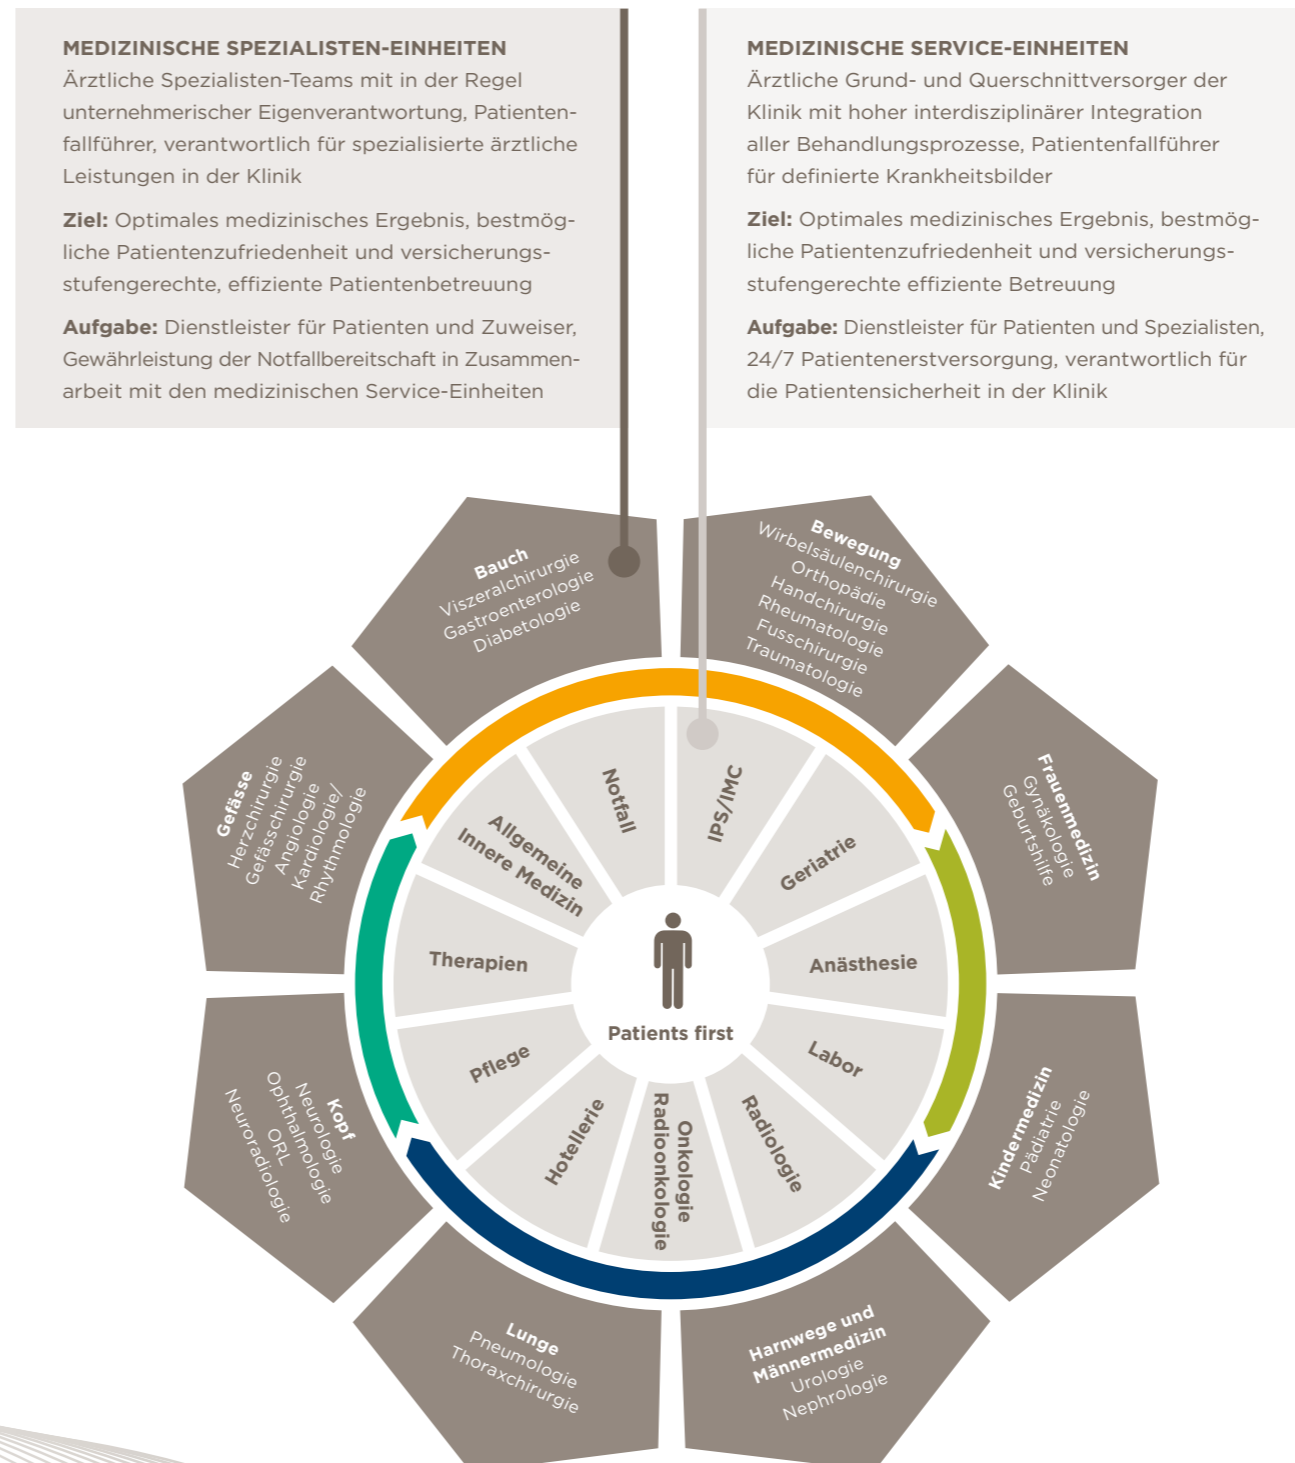 MEDIZINISCHE SPEZIALISTEN-EINHEITEN
Ärztliche Spezialisten-Teams mit in der Regel
unternehmerischer Eigenverantwortung, Patienten-
fallführer, verantwortlich für spezialisierte ärztliche
Leistungen in der Klinik
Ziel: Optimales medizinisches Ergebnis, bestmög-
liche Patientenzufriedenheit und versicherungs-
stufengerechte, effiziente Patientenbetreuung
Aufgabe: Dienstleister für Patienten und Zuweiser,
Gewährleistung der Notfallbereitschaft in Zusammen-
arbeit mit den medizinischen Service-Einheiten
MEDIZINISCHE SERVICE-EINHEITEN
Ärztliche Grund- und Querschnittversorger der
Klinik mit hoher interdisziplinärer Integration
aller Behandlungsprozesse, Patientenfallführer
für definierte Krankheitsbilder
Ziel: Optimales medizinisches Ergebnis, bestmög-
liche Patientenzufriedenheit und versicherungs-
stufengerechte effiziente Betreuung
Aufgabe: Dienstleister für Patienten und Spezialisten,
24/7 Patientenerstversorgung, verantwortlich für
die Patientensicherheit in der Klinik
Bauch
Viszeralchirurgie
Gastroenterologie
Diabetologie
Bewegung
Wirbelsäulenchirurgie
Orthopädie
Handchirurgie
Rheumatologie
Fusschirurgie
Traumatologie
Frauenmedizin
Gynäkologie
Geburtshilfe
Kindermedizin
Pädiatrie
Neonatologie
Harnwege und
Männermedizin
Urologie
Nephrologie
Lunge
Pneumologie
Thoraxchirurgie
Kopf
Neurologie
Ophthalmologie
ORL
Neuroradiologie
Gefässe
Herzchirurgie
Gefässchirurgie
Angiologie
Kardiologie/
Rhythmologie
Notfall
IPS/IMC
Geriatrie
Anästhesie
Labor
Radiologie
Onkologie
Radioonkologie
Hotellerie
Pflege
Therapien
Allgemeine
Innere Medizin
Patients first